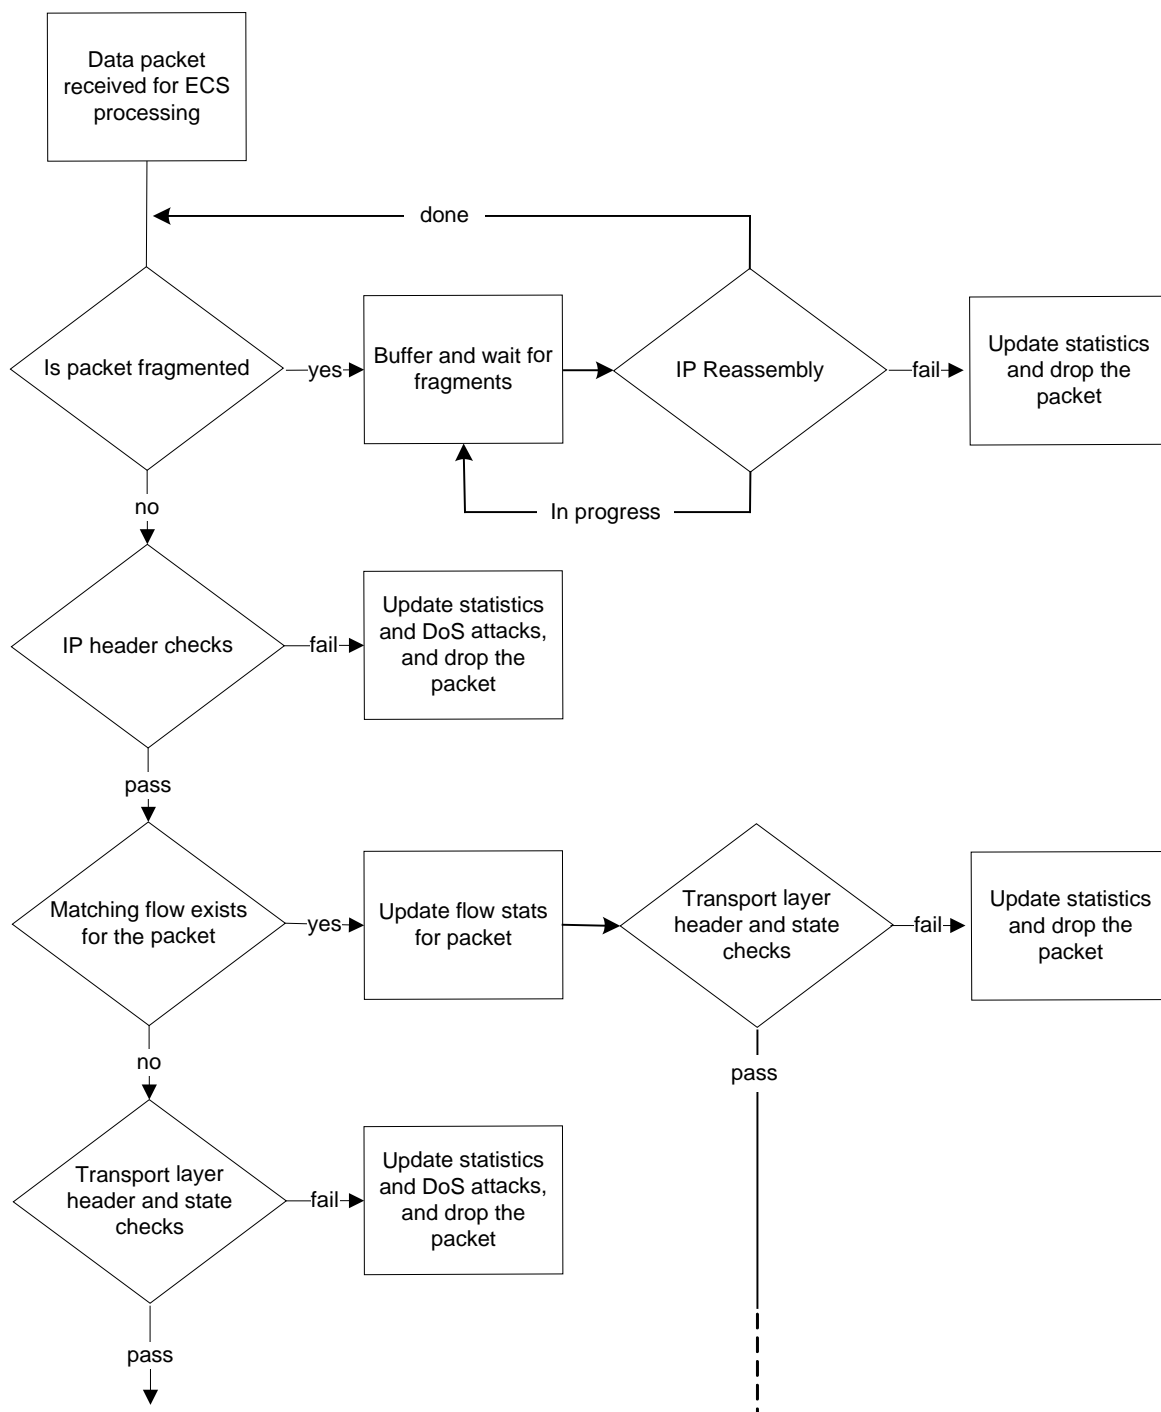 Data packet
received for ECS
processing
done
Is packet fragmented
yes
Buffer and wait for
fragments
IP Reassembly
fail
Update statistics
and drop the
packet
no
In progress
IP header checks
fail
Update statistics
and DoS attacks,
and drop the
packet
pass
Matching flow exists
for the packet
yes
Update flow stats
for packet
Transport layer
header and state
checks
fail
Update statistics
and drop the
packet
no
pass
Transport layer
header and state
checks
fail
Update statistics
and DoS attacks,
and drop the
packet
pass